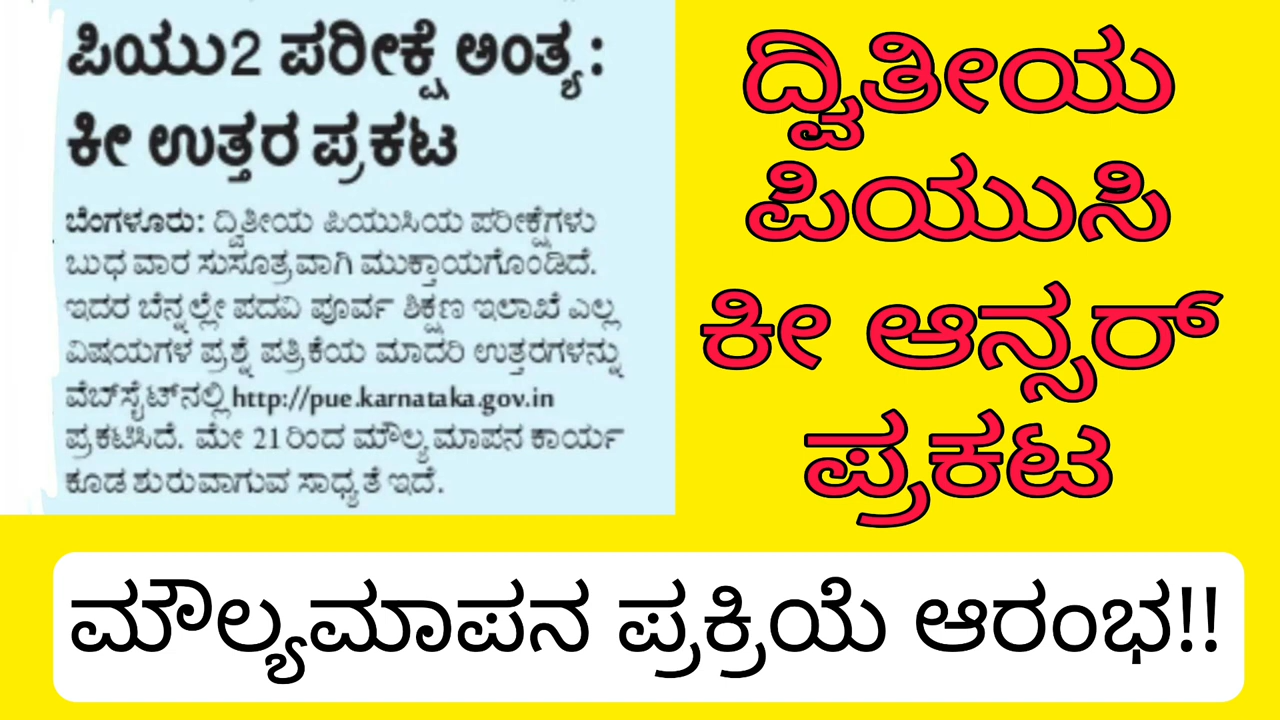 ಪಿಯು2 ಪರೀಕ್ಷೆ ಅಂತ್ಯ:
ಕೀ ಉತ್ತರ ಪ್ರಕಟ
ಬೆಂಗಳೂರು: ದ್ವಿತೀಯ ಪಿಯುಸಿಯ ಪರೀಕ್ಷೆಗಳು
ಬುಧವಾರ ಸುಸೂತ್ರವಾಗಿ ಮುಕ್ತಾಯಗೊಂಡಿದೆ.
ಇದರ ಬೆನ್ನಲ್ಲೇ ಪದವಿ ಪೂರ್ವ ಶಿಕ್ಷಣ ಇಲಾಖೆ ಎಲ್ಲ
ವಿಷಯಗಳ ಪ್ರಶ್ನೆ ಪತ್ರಿಕೆಯ ಮಾದರಿ ಉತ್ತರಗಳನ್ನು
ವೆಬ್‌ಸೈಟ್‌ನಲ್ಲಿ http://pue.karnataka.gov.in
ಪ್ರಕಟಿಸಿದೆ. ಮೇ 21ರಿಂದ ಮೌಲ್ಯಮಾಪನ ಕಾರ್ಯ
ಕೂಡ ಶುರುವಾಗುವ ಸಾಧ್ಯತೆ ಇದೆ.
ದ್ವಿತೀಯ
ಪಿಯುಸಿ
ಕೀ ಆನ್ಸರ್
ಪ್ರಕಟ
ಮೌಲ್ಯಮಾಪನ ಪ್ರಕ್ರಿಯೆ ಆರಂಭ!!